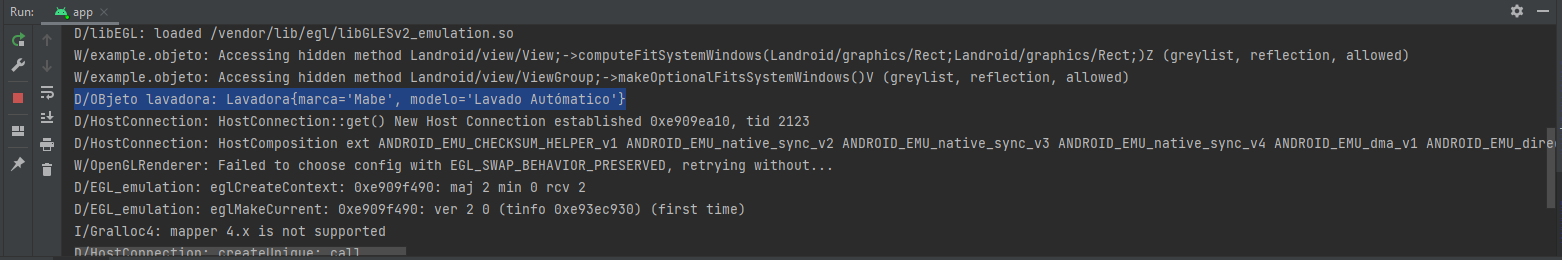 Run: app
D/libEGL: loaded /vendor/lib/egl/libGLESv2_emulation.so
W/example.objeto: Accessing hidden method Landroid/view/View;->computeFitSystemWindows(Landroid/graphics/Rect;Landroid/graphics/Rect;)Z (greylist, reflection, allowed)
W/example.objeto: Accessing hidden method Landroid/view/ViewGroup;->makeOptionalFitsSystemWindows()V (greylist, reflection, allowed)
D/OBjeto lavadora: Lavadora{marca='Mabe', modelo='Lavado Autómatico'}
D/HostConnection: HostConnection::get() New Host Connection established 0xe909ea10, tid 2123
D/HostConnection: HostComposition ext ANDROID_EMU_CHECKSUM_HELPER_v1 ANDROID_EMU_native_sync_v2 ANDROID_EMU_native_sync_v3 ANDROID_EMU_native_sync_v4 ANDROID_EMU_dma_v1 ANDROID_EMU_dire
W/OpenGLRenderer: Failed to choose config with EGL_SWAP_BEHAVIOR_PRESERVED, retrying without...
D/EGL_emulation: eglCreateContext: 0xe909f490: maj 2 min 0 rcv 2
D/EGL_emulation: eglMakeCurrent: 0xe909f490: ver 2 0 (tinfo 0xe93ec930) (first time)
I/Gralloc4: mapper 4.x is not supported
D/HostConnection: createUnique: call